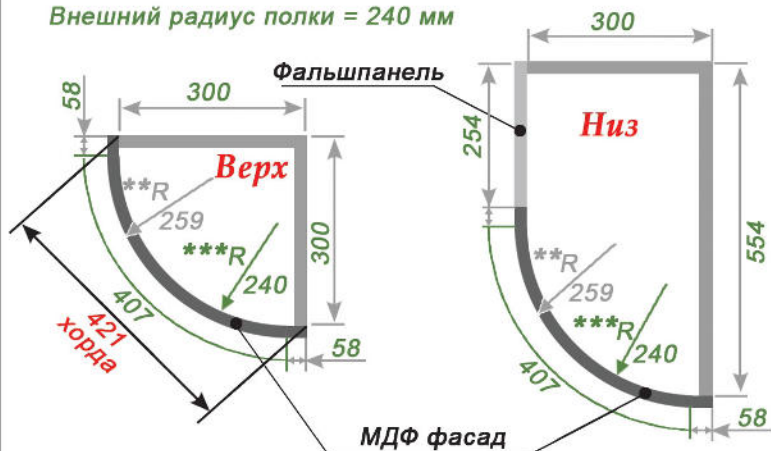 Внешний радиус полки = 240 мм
300
Фальшпанель
58
300
Верх
Низ
254
**R
259
***R
240
300
554
**R
259
***R
240
407
421
хорда
58
407
58
МДФ фасад